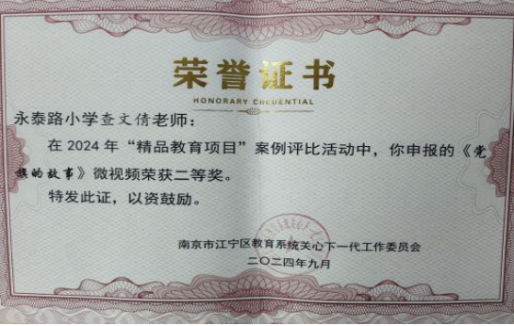 荣誉证书
HONORARY CREDENTIAL
永泰路小学查文倩老师：
在 2024 年“精品教育项目”案例评比活动中，你申报的《党
旗的故事》微视频荣获二等奖。
特发此证，以资鼓励。
南京市江宁区教育系统关心下一代工作委员会
二〇二四年九月